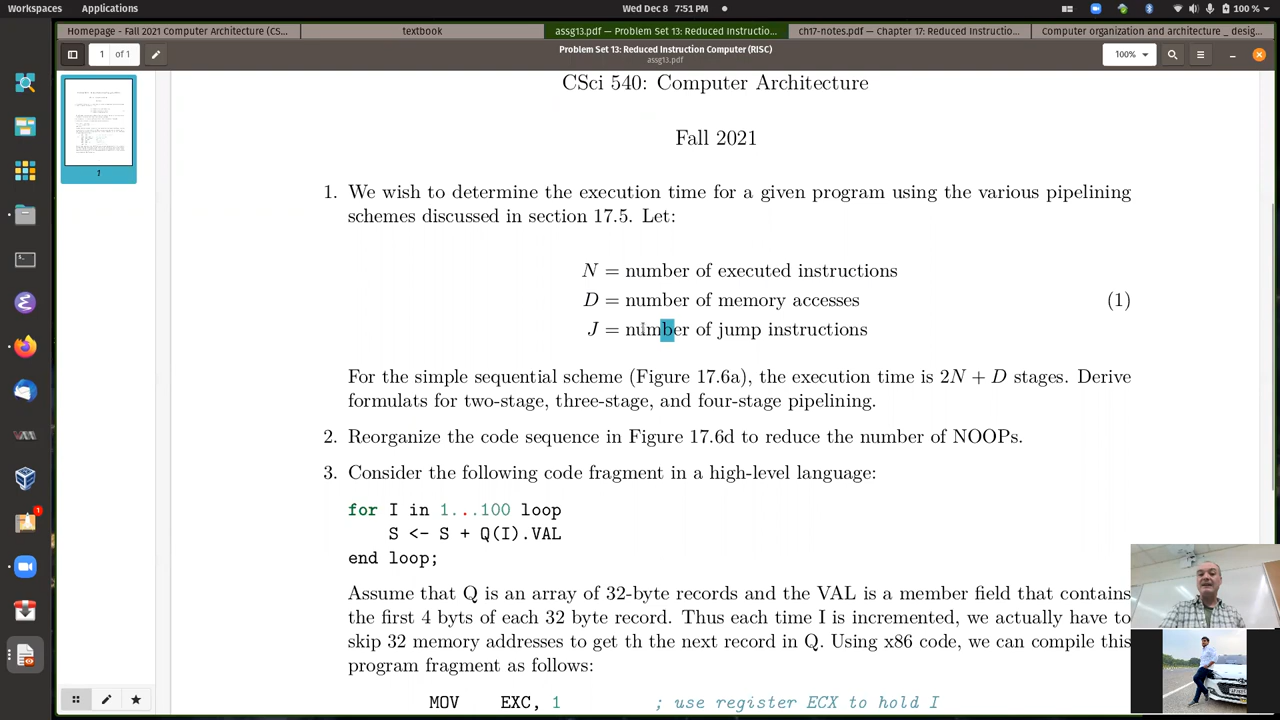 Workspaces Applications Wed Dec 8 7:51 PM 100 %
Homepage - Fall 2021 Computer Architecture (CS... textbook assg13.pdf — Problem Set 13: Reduced Instructio... ch17-notes.pdf — Chapter 17: Reduced Instructio... Computer organization and architecture _ desig...
1 of 1 Problem Set 13: Reduced Instruction Computer (RISC) 100%
assg13.pdf
CSci 540: Computer Architecture
Fall 2021
1. We wish to determine the execution time for a given program using the various pipelining
schemes discussed in section 17.5. Let:
N = number of executed instructions
D = number of memory accesses (1)
J = number of jump instructions
For the simple sequential scheme (Figure 17.6a), the execution time is 2N + D stages. Derive
formulats for two-stage, three-stage, and four-stage pipelining.
2. Reorganize the code sequence in Figure 17.6d to reduce the number of NOOPs.
3. Consider the following code fragment in a high-level language:
for I in 1...100 loop
S <- S + Q(I).VAL
end loop;
Assume that Q is an array of 32-byte records and the VAL is a member field that contains
the first 4 byts of each 32 byte record. Thus each time I is incremented, we actually have to
skip 32 memory addresses to get th the next record in Q. Using x86 code, we can compile this
program fragment as follows:
MOV EXC, 1 ; use register ECX to hold I
1
1